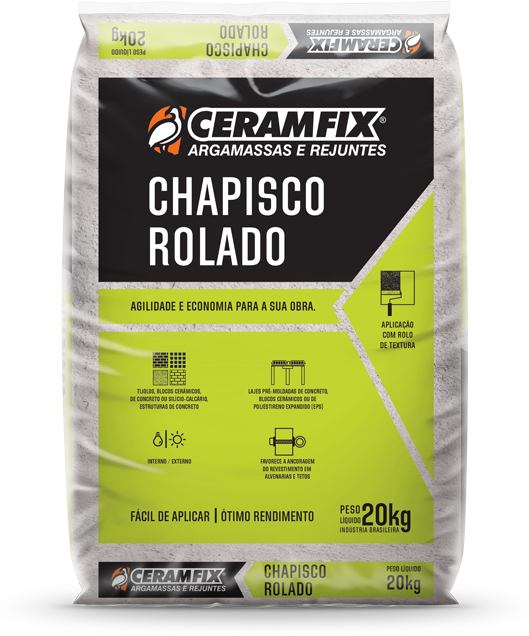 PESO LÍQUIDO
20kg
CHAPISCO
ROLADO
CERAMFIX
ARGAMASSAS E REJUNTES
CERAMFIX®
ARGAMASSAS E REJUNTES
CHAPISCO
ROLADO
AGILIDADE E ECONOMIA PARA A SUA OBRA.
APLICAÇÃO
COM ROLO
DE TEXTURA
TIJOLOS, BLOCOS CERÂMICOS,
DE CONCRETO OU SILÍCIO-CALCÁRIO,
ESTRUTURAS DE CONCRETO
LAJES PRÉ-MOLDADAS DE CONCRETO,
BLOCOS CERÂMICOS OU DE
POLIESTIRENO EXPANDIDO (EPS)
INTERNO / EXTERNO
FAVORECE A ANCORAGEM
DO REVESTIMENTO EM
ALVENARIAS E TETOS
FÁCIL DE APLICAR | ÓTIMO RENDIMENTO
PESO
LÍQUIDO 20kg
INDÚSTRIA BRASILEIRA
CERAMFIX
ARGAMASSAS E REJUNTES
CHAPISCO
ROLADO
PESO LÍQUIDO
20kg